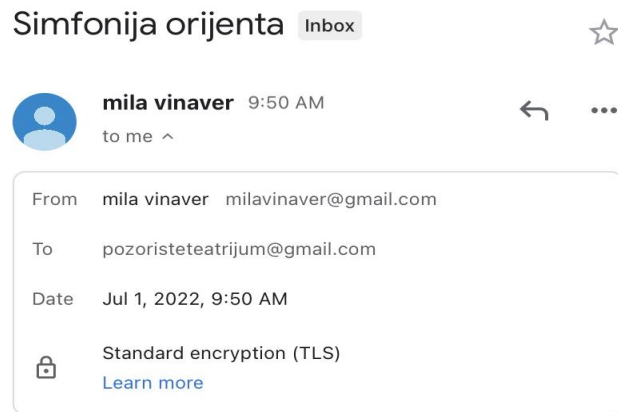 Simfonija orijenta Inbox
mila vinaver 9:50 AM
to me
From mila vinaver milavinaver@gmail.com
To pozoristeteatrijum@gmail.com
Date Jul 1, 2022, 9:50 AM
Standard encryption (TLS)
Learn more